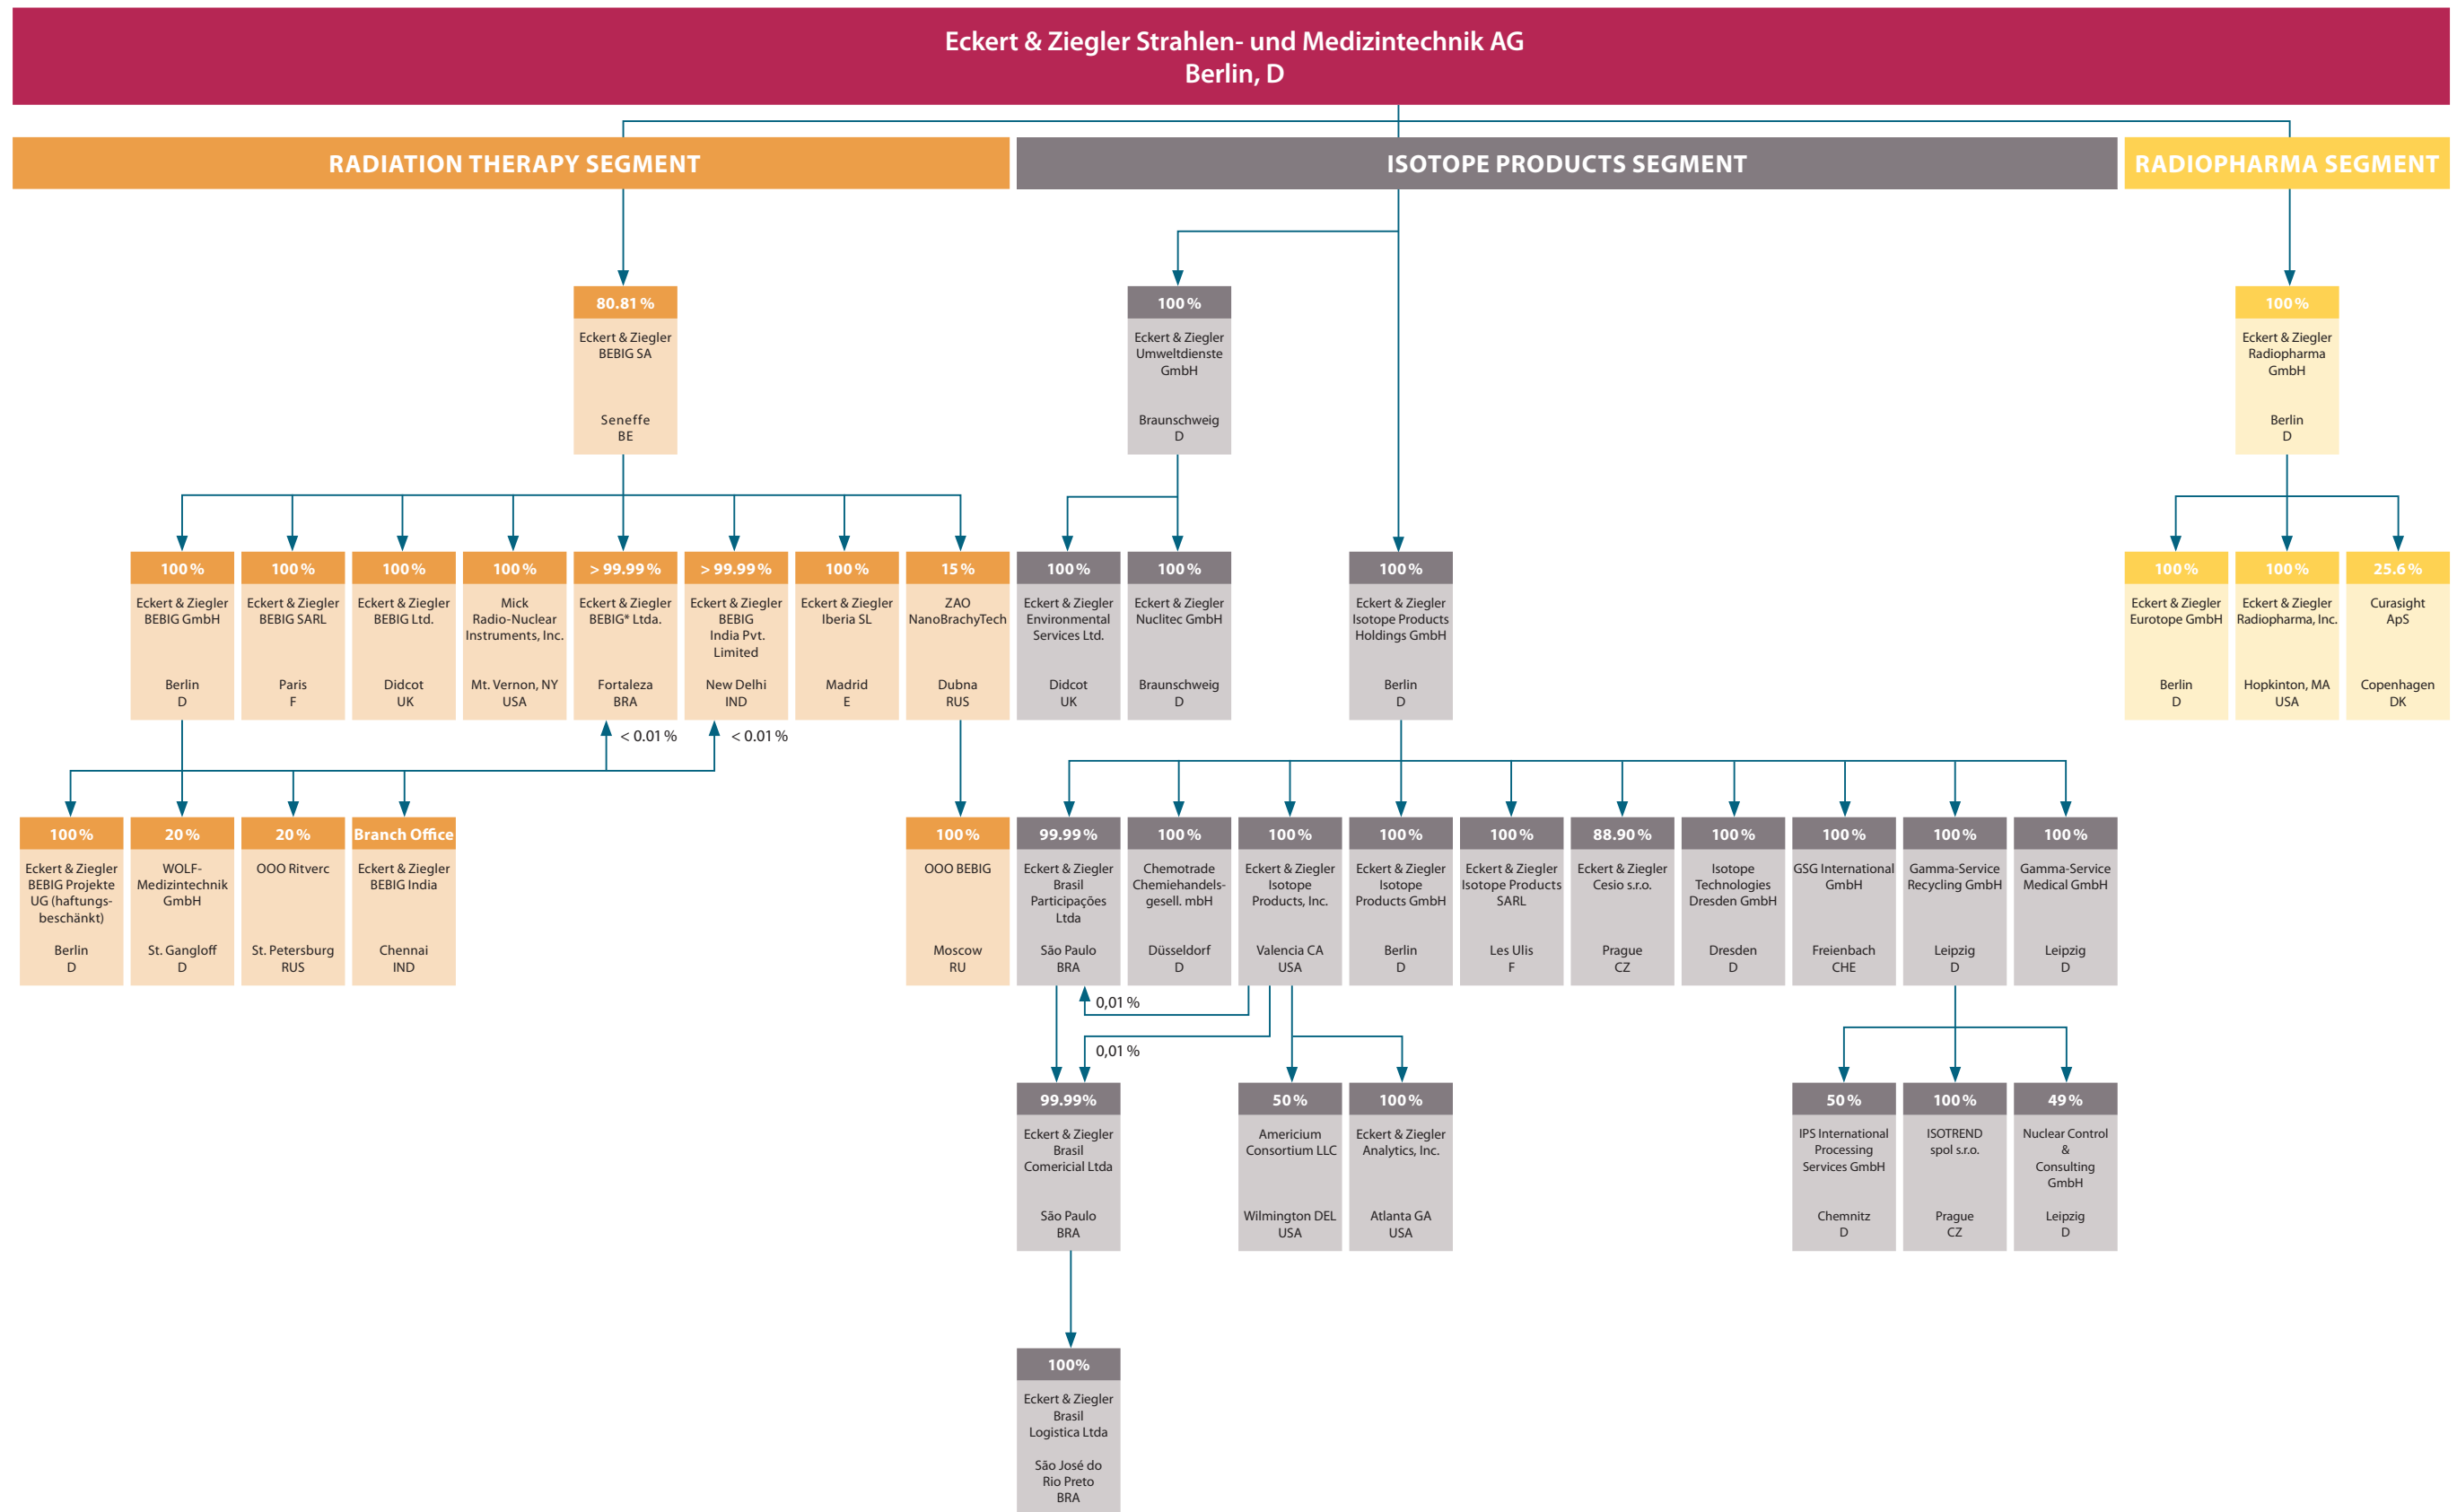 Eckert & Ziegler Strahlen- und Medizintechnik AG
Berlin, D
RADIATION THERAPY SEGMENT
ISOTOPE PRODUCTS SEGMENT
RADIOPHARMA SEGMENT
80.81 %
Eckert & Ziegler
BEBIG SA
Seneffe
BE
100 %
Eckert & Ziegler
Umweltdienste
GmbH
Braunschweig
D
100 %
Eckert & Ziegler
Radiopharma
GmbH
Berlin
D
100 %
Eckert & Ziegler
BEBIG GmbH
Berlin
D
100 %
Eckert & Ziegler
BEBIG SARL
Paris
F
100 %
Eckert & Ziegler
BEBIG Ltd.
Didcot
UK
100 %
Mick
Radio-Nuclear
Instruments, Inc.
Mt. Vernon, NY
USA
> 99.99 %
Eckert & Ziegler
BEBIG* Ltda.
Fortaleza
BRA
> 99.99 %
Eckert & Ziegler
BEBIG
India Pvt.
Limited
New Delhi
IND
100 %
Eckert & Ziegler
Iberia SL
Madrid
E
15 %
ZAO
NanoBrachyTech
Dubna
RUS
100 %
Eckert & Ziegler
Environmental
Services Ltd.
Didcot
UK
100 %
Eckert & Ziegler
Nuclitec GmbH
Braunschweig
D
100 %
Eckert & Ziegler
Isotope Products
Holdings GmbH
Berlin
D
100 %
Eckert & Ziegler
Eurotope GmbH
Berlin
D
100 %
Eckert & Ziegler
Radiopharma, Inc.
Hopkinton, MA
USA
25.6 %
Curasight
ApS
Copenhagen
DK
< 0.01 %
< 0.01 %
100 %
Eckert & Ziegler
BEBIG Projekte
UG (haftungs-
beschänkt)
Berlin
D
20 %
WOLF-
Medizintechnik
GmbH
St. Gangloff
D
20 %
OOO Ritverc
St. Petersburg
RUS
Branch Office
Eckert & Ziegler
BEBIG India
Chennai
IND
100 %
OOO BEBIG
Moscow
RU
99.99 %
Eckert & Ziegler
Brasil
Participações
Ltda
São Paulo
BRA
100 %
Chemotrade
Chemiehandels-
gesell. mbH
Düsseldorf
D
100 %
Eckert & Ziegler
Isotope
Products, Inc.
Valencia CA
USA
100 %
Eckert & Ziegler
Isotope
Products GmbH
Berlin
D
100 %
Eckert & Ziegler
Isotope Products
SARL
Les Ulis
F
88.90 %
Eckert & Ziegler
Cesio s.r.o.
Prague
CZ
100 %
Isotope
Technologies
Dresden GmbH
Dresden
D
100 %
GSG International
GmbH
Freienbach
CHE
100 %
Gamma-Service
Recycling GmbH
Leipzig
D
100 %
Gamma-Service
Medical GmbH
Leipzig
D
0,01 %
0,01 %
99.99%
Eckert & Ziegler
Brasil
Comericial Ltda
São Paulo
BRA
50 %
Americium
Consortium LLC
Wilmington DEL
USA
100 %
Eckert & Ziegler
Analytics, Inc.
Atlanta GA
USA
50 %
IPS International
Processing
Services GmbH
Chemnitz
D
100 %
ISOTREND
spol s.r.o.
Prague
CZ
49 %
Nuclear Control
&
Consulting
GmbH
Leipzig
D
100%
Eckert & Ziegler
Brasil
Logistica Ltda
São José do
Rio Preto
BRA